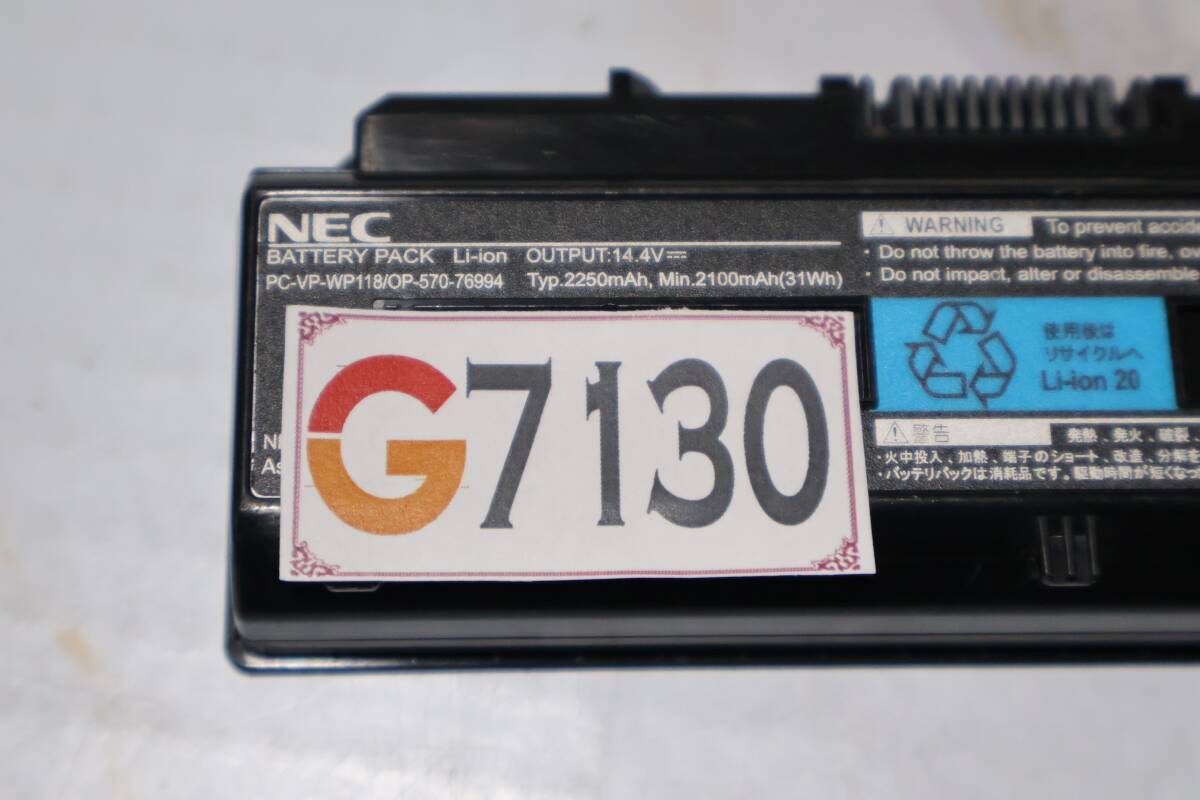 NEC
BATTERY PACK Li-ion OUTPUT:14.4V⎓
PC-VP-WP118/OP-570-76994 Typ.2250mAh, Min.2100mAh(31Wh)
WARNING To prevent
· Do not throw the battery into fire,
· Do not impact, alter or disassemble
使用後は
リサイクルへ
Li-ion 20
G7130
警告 発熱、発火、破裂
・火中投入、加熱、端子のショート、改造、分解を
・バッテリパックは消耗品です。駆動時間が短くなっ